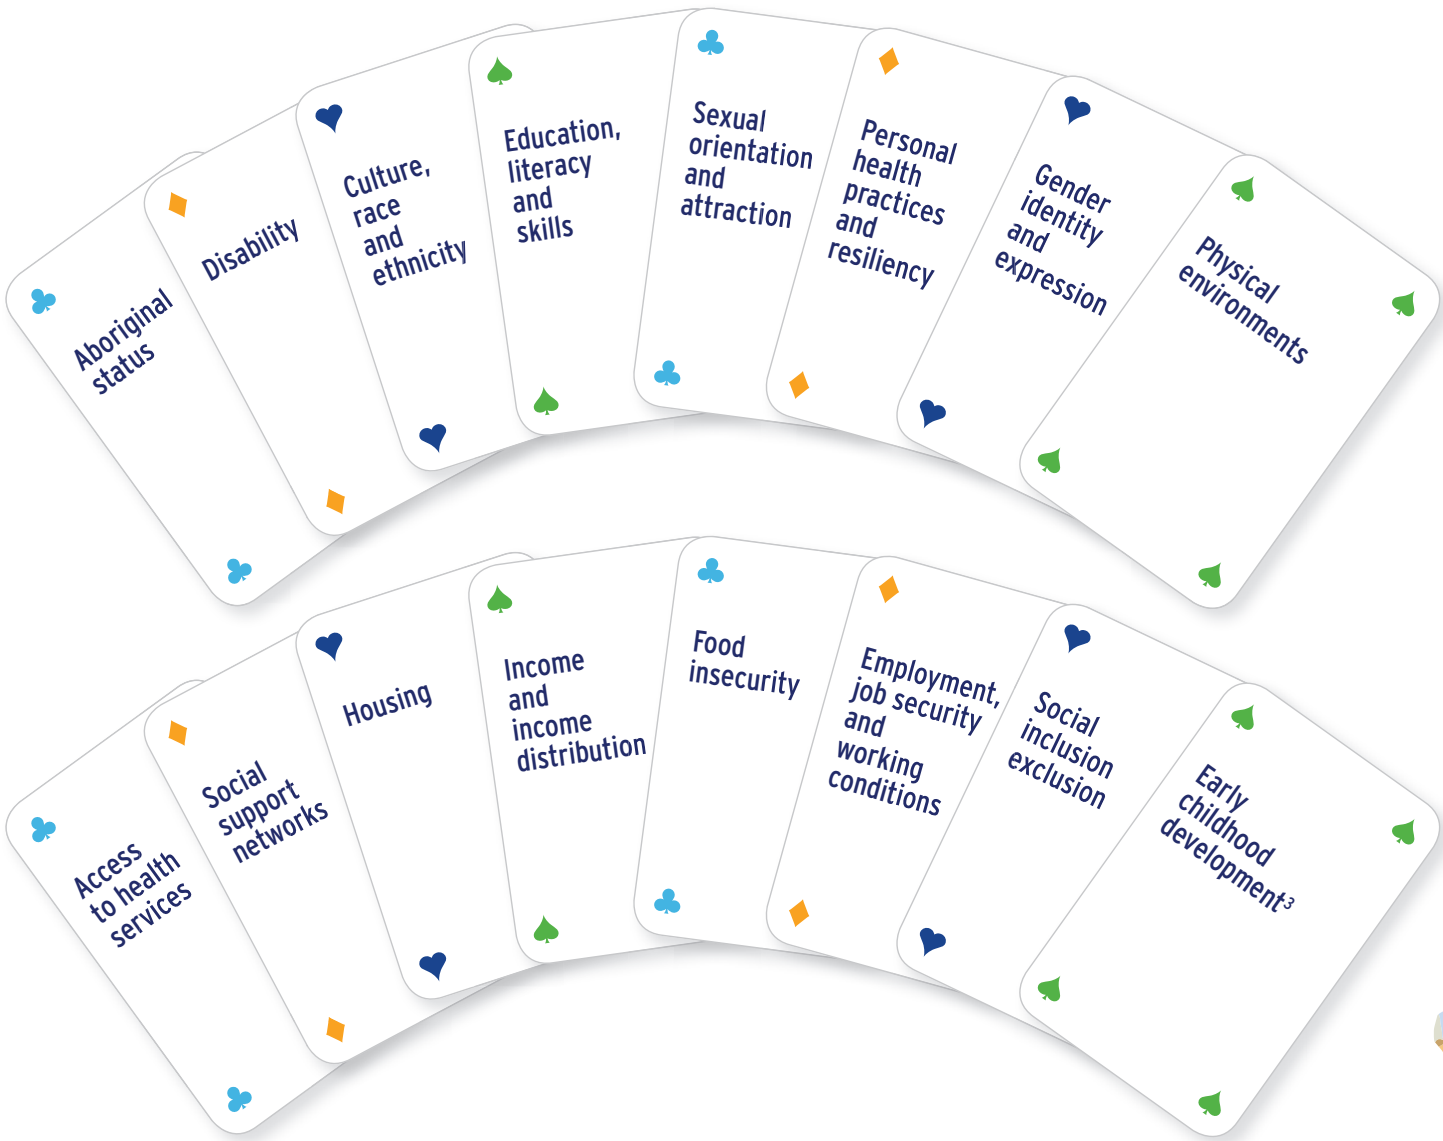 Aboriginal
status
Disability
Culture,
race
and
ethnicity
Education,
literacy
and
skills
Sexual
orientation
and
attraction
Personal
health
practices
and
resiliency
Gender
identity
and
expression
Physical
environments
Access
to health
services
Social
support
networks
Housing
Income
and
income
distribution
Food
insecurity
Employment,
job security
and
working
conditions
Social
inclusion
exclusion
Early
childhood
development³